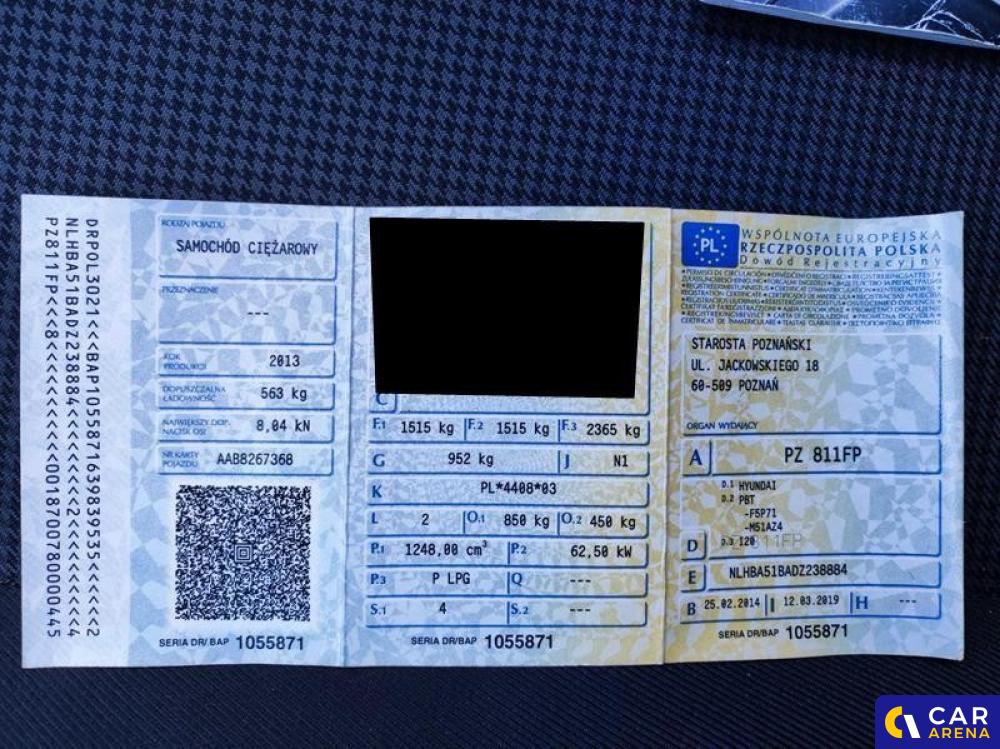 DRPOL3021<<<BAP1055871639839535<<<<<<2
NLHBA51BADZ238884<<<<<<<2<<<<<<<<<<<<4
PZ811FP<<8<<<<<<<<<<<0018700780000445
RODZAJ POJAZDU
SAMOCHÓD CIĘŻAROWY
PRZEZNACZENIE
---
ROK
PRODUKCJI 2013
DOPUSZCZALNA
ŁADOWNOŚĆ 563 kg
NAJWIĘKSZY DOP.
NACISK OSI 8,04 kN
NR KARTY
POJAZDU AAB8267368
SERIA DR/BAP 1055871
C
F.1 1515 kg F.2 1515 kg F.3 2365 kg
G 952 kg J N1
K PL*4408*03
L 2 O.1 850 kg O.2 450 kg
P.1 1248,00 cm³ P.2 62,50 kW
P.3 P LPG Q ---
S.1 4 S.2 ---
SERIA DR/BAP 1055871
PL
WSPÓLNOTA EUROPEJSKA
RZECZPOSPOLITA POLSKA
Dowód Rejestracyjny
STAROSTA POZNAŃSKI
UL. JACKOWSKIEGO 18
60-509 POZNAŃ
ORGAN WYDAJĄCY
A PZ 811FP
D.1 HYUNDAI
D.2 PBT
-F5P71
-M51AZ4
D D.3 I20
E NLHBA51BADZ238884
B 25.02.2014 I 12.03.2019 H ---
SERIA DR/BAP 1055871
CAR
ARENA